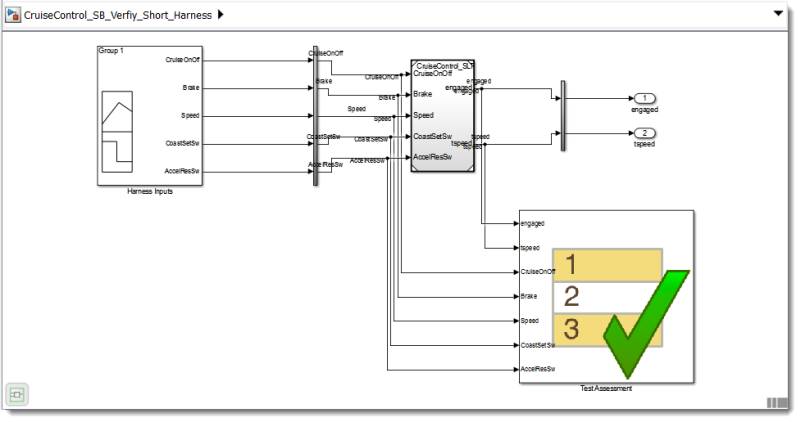 CruiseControl_SB_Verfiy_Short_Harness
Group 1
CruiseOnOff
Brake
Speed
CoastSetSw
AccelResSw
Harness Inputs
CruiseOnOff
Brake
Speed
CoastSetSw
AccelResSw
CruiseOnOff
Brake
Speed
CoastSetSw
AccelResSw
CruiseOnOff
Brake
Speed
CoastSetSw
AccelResSw
engaged
tspeed
engaged
engaged
tspeed
tspeed
1
engaged
2
tspeed
engaged
tspeed
CruiseOnOff
Brake
Speed
CoastSetSw
AccelResSw
1
2
3
Test Assessment